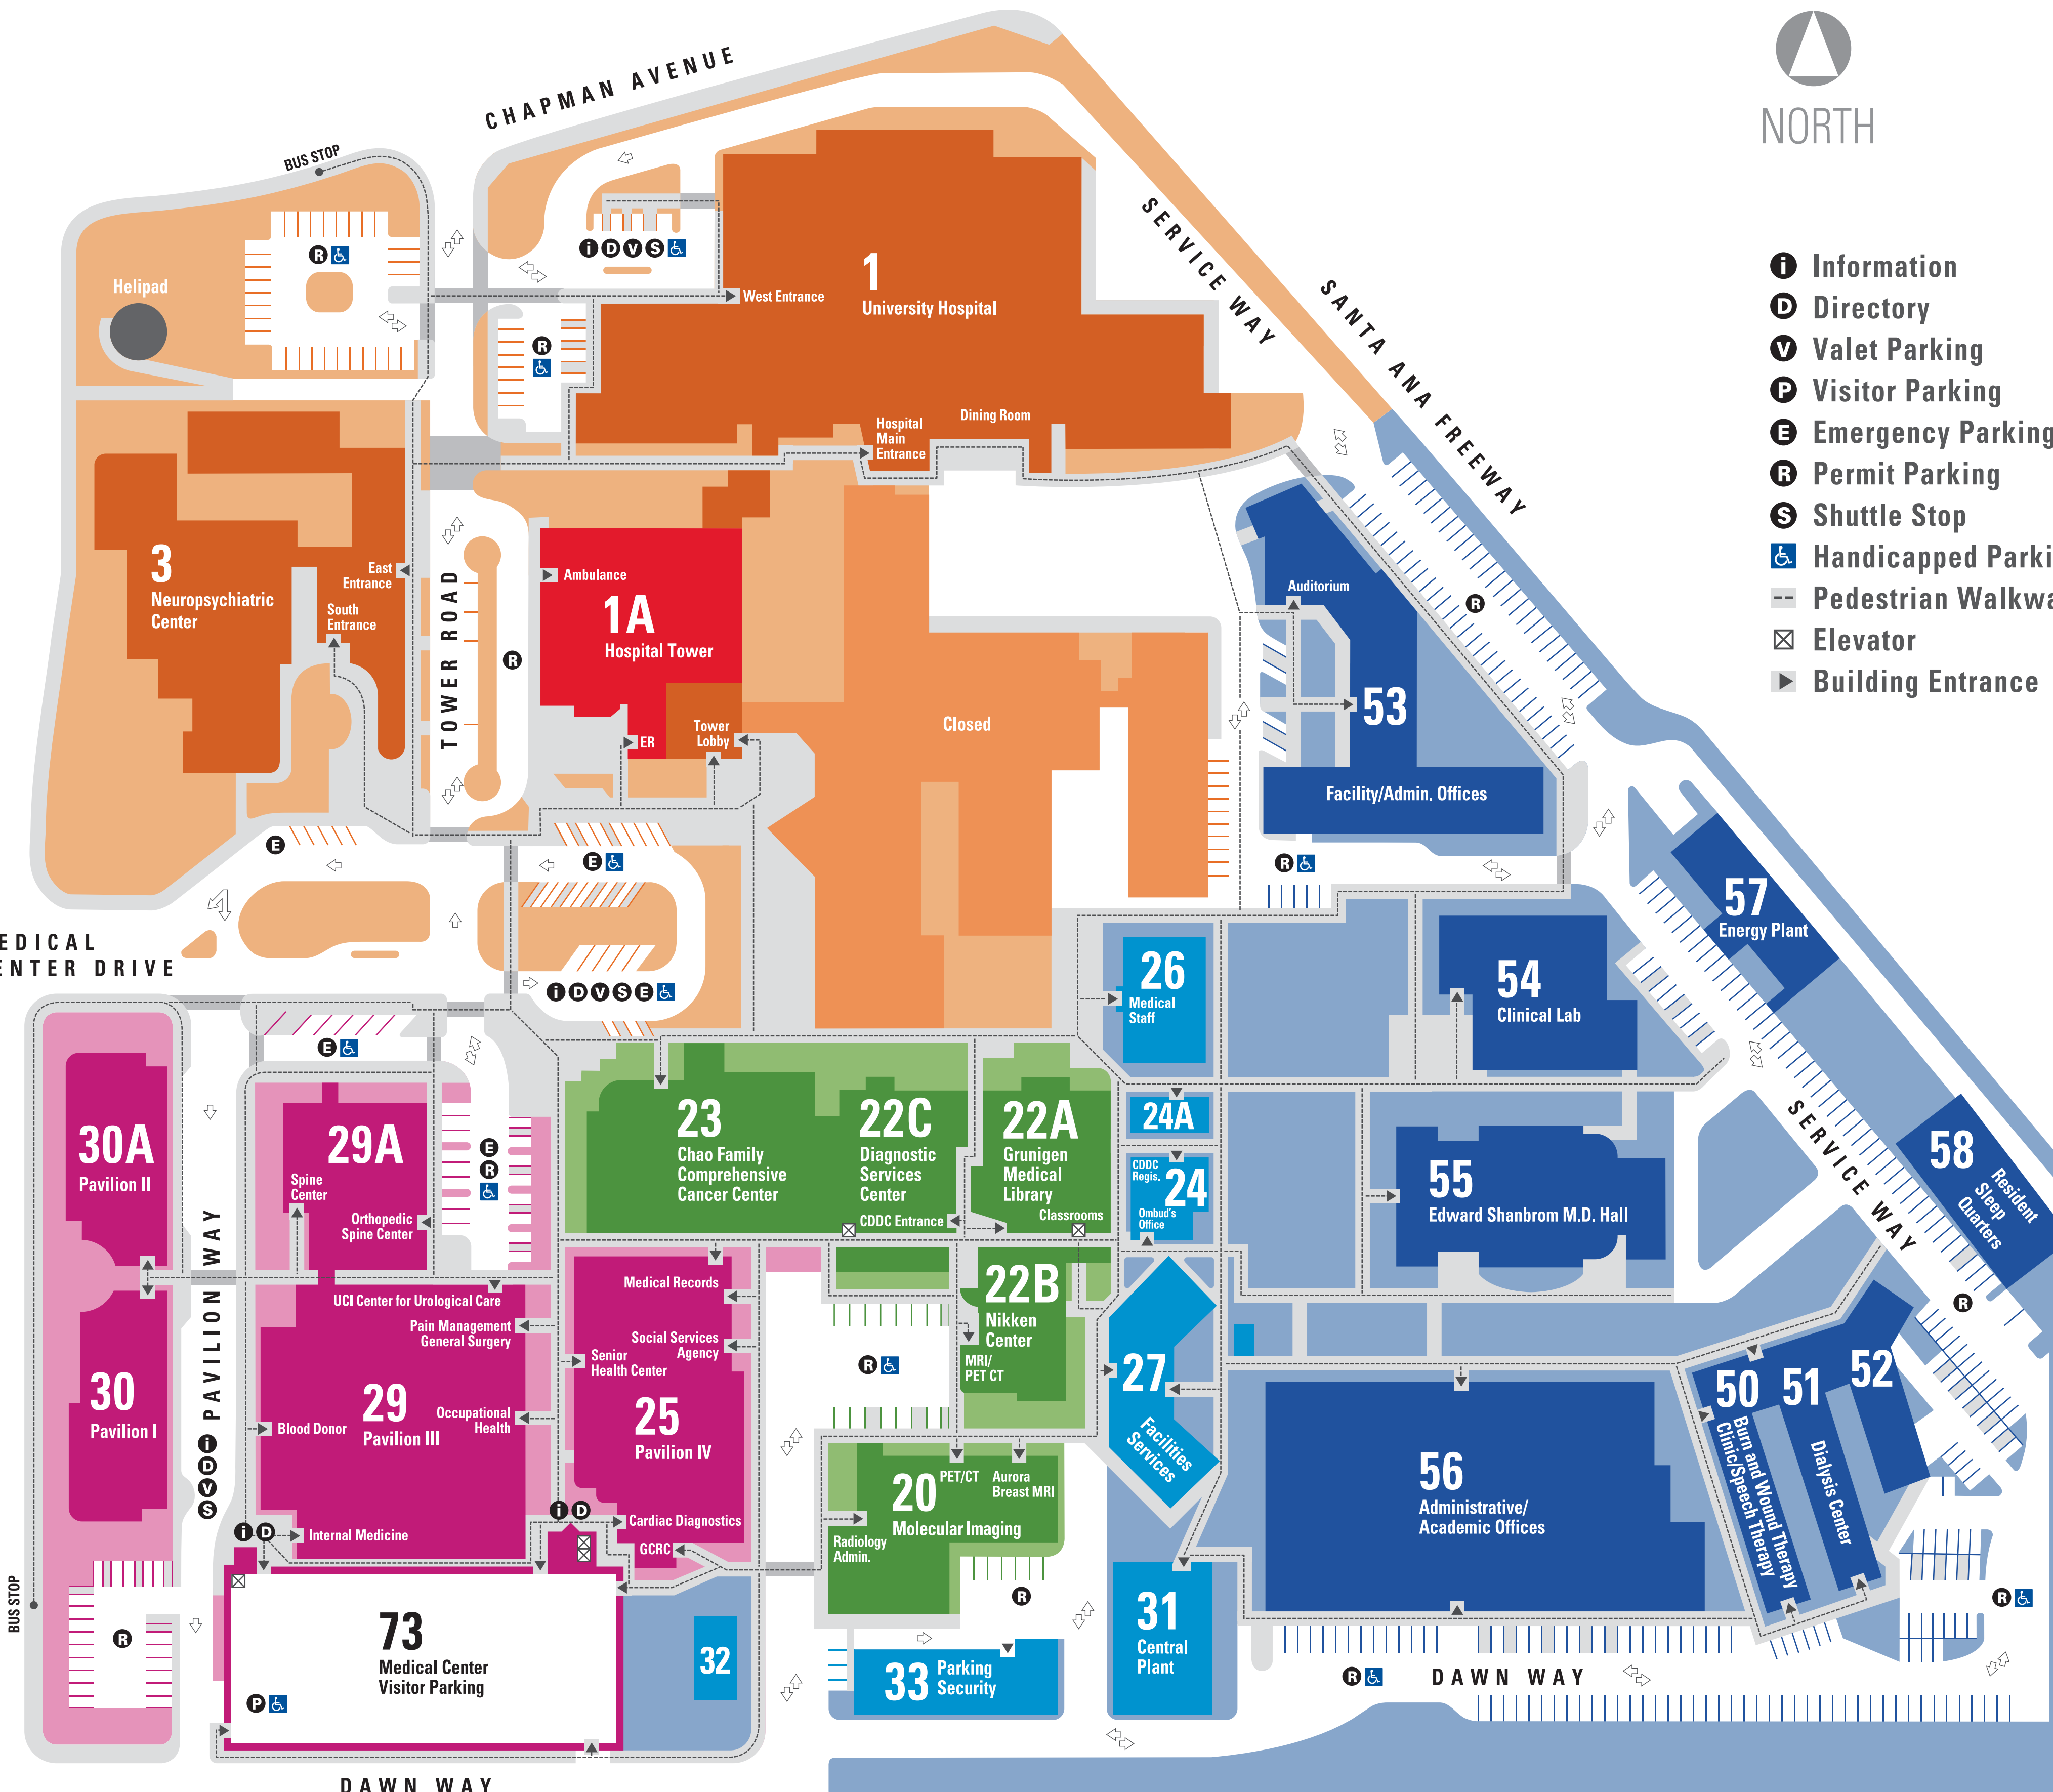 CHAPMAN AVENUE
NORTH
BUS STOP
SERVICE WAY
SANTA ANA FREEWAY
i Information
D Directory
V Valet Parking
P Visitor Parking
E Emergency Parking
R Permit Parking
S Shuttle Stop
Handicapped Parki
Pedestrian Walkwa
Elevator
Building Entrance
R
i D V S
Helipad
West Entrance
1
University Hospital
R
Hospital
Main
Entrance
Dining Room
3
Neuropsychiatric
Center
East
Entrance
South
Entrance
TOWER ROAD
R
Ambulance
1A
Hospital Tower
ER
Tower
Lobby
Closed
Auditorium
R
53
Facility/Admin. Offices
E
E
R
57
Energy Plant
EDICAL
ENTER DRIVE
i D V S E
26
Medical
Staff
54
Clinical Lab
E
30A
Pavilion II
29A
Spine
Center
Orthopedic
Spine Center
E
R
23
Chao Family
Comprehensive
Cancer Center
22C
Diagnostic
Services
Center
CDDC Entrance
22A
Grunigen
Medical
Library
Classrooms
24A
CDDC
Regis.
24
Ombud's
Office
55
Edward Shanbrom M.D. Hall
SERVICE WAY
58
Resident
Sleep
Quarters
R
PAVILION WAY
i
D
V
S
UCI Center for Urological Care
Pain Management
General Surgery
Medical Records
Social Services
Agency
Senior
Health Center
22B
Nikken
Center
MRI/
PET CT
R
27
Facilities
Services
30
Pavilion I
29
Pavilion III
Blood Donor
Occupational
Health
25
Pavilion IV
50
Burn and Wound Therapy
Clinic/Speech Therapy
51
Dialysis Center
52
56
Administrative/
Academic Offices
20
PET/CT
Aurora
Breast MRI
Molecular Imaging
Radiology
Admin.
R
i D
i D
Internal Medicine
Cardiac Diagnostics
GCRC
BUS STOP
R
73
Medical Center
Visitor Parking
P
32
33
Parking
Security
31
Central
Plant
R
R
DAWN WAY
DAWN WAY